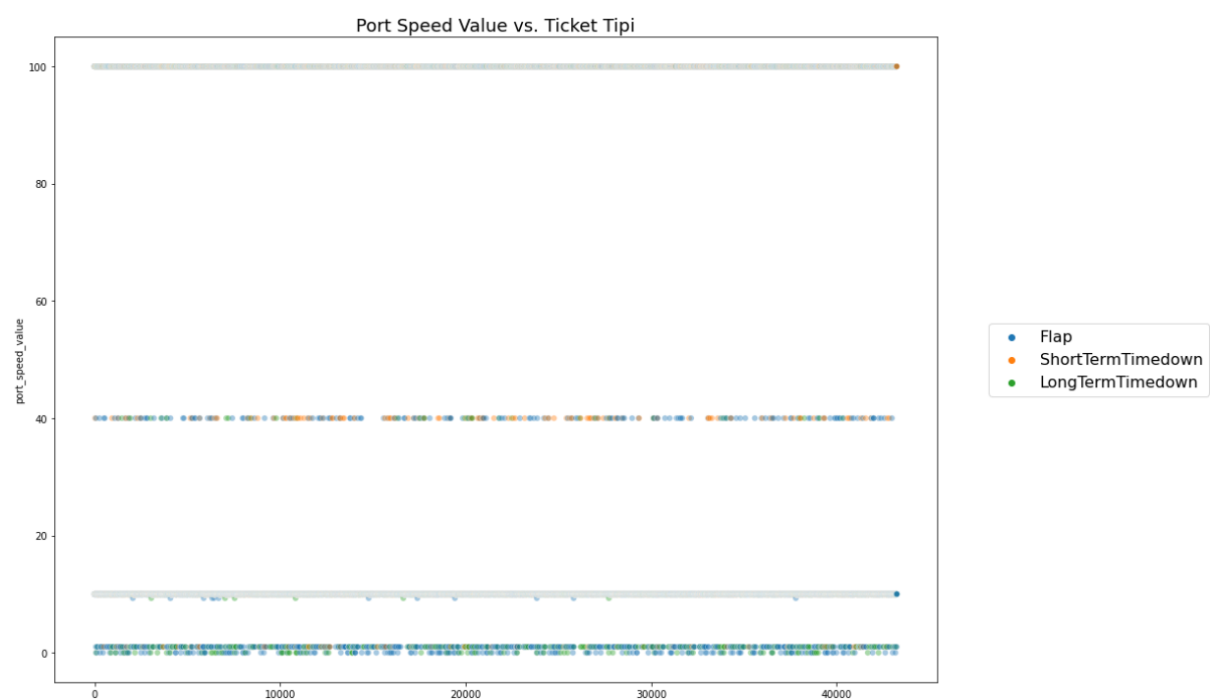 Port Speed Value vs. Ticket Tipi
100
80
60
40
20
0
port_speed_value
0 10000 20000 30000 40000
Flap
ShortTermTimedown
LongTermTimedown